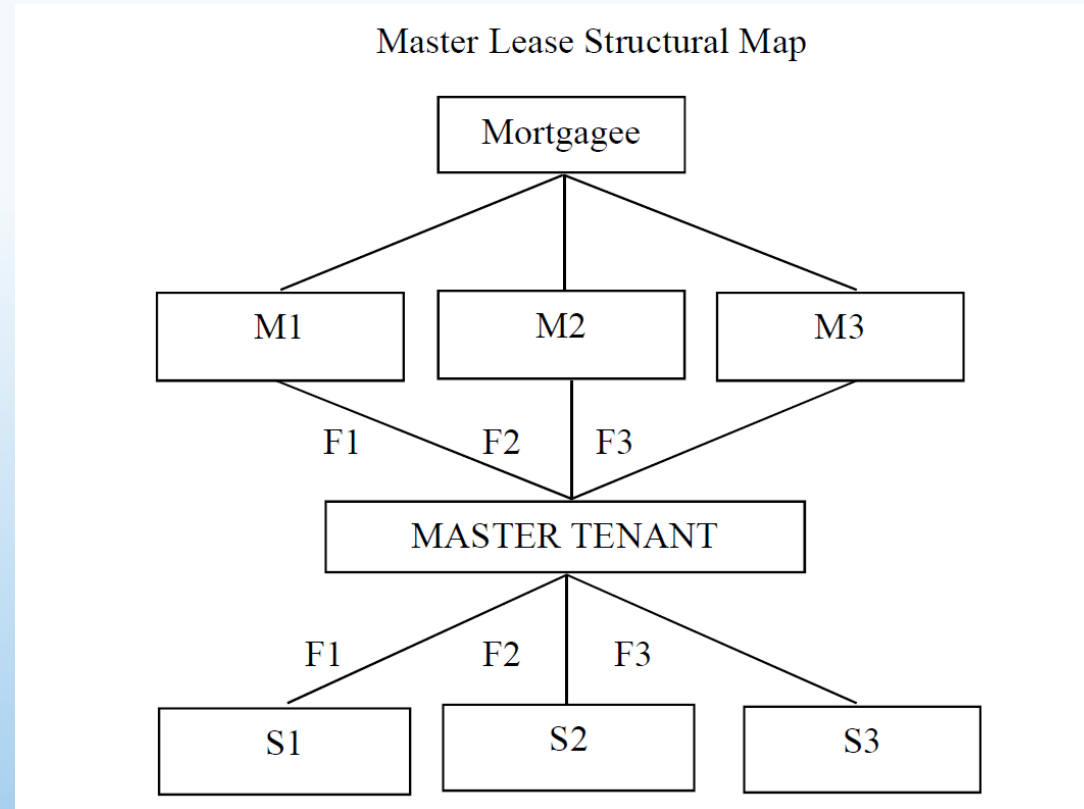 Master Lease Structural Map
Mortgagee
M1
M2
M3
F1
F2
F3
MASTER TENANT
F1
F2
F3
S1
S2
S3